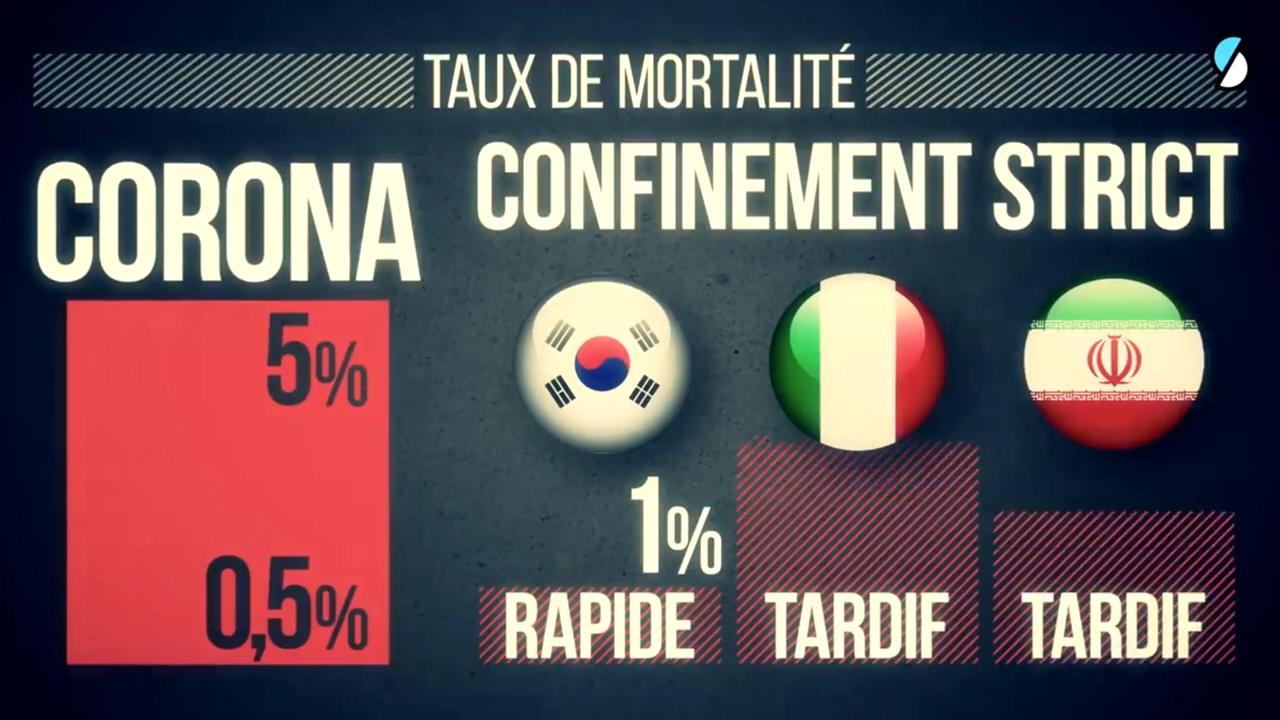 TAUX DE MORTALITÉ
CORONA
5%
0,5%
CONFINEMENT STRICT
1%
RAPIDE
TARDIF
TARDIF